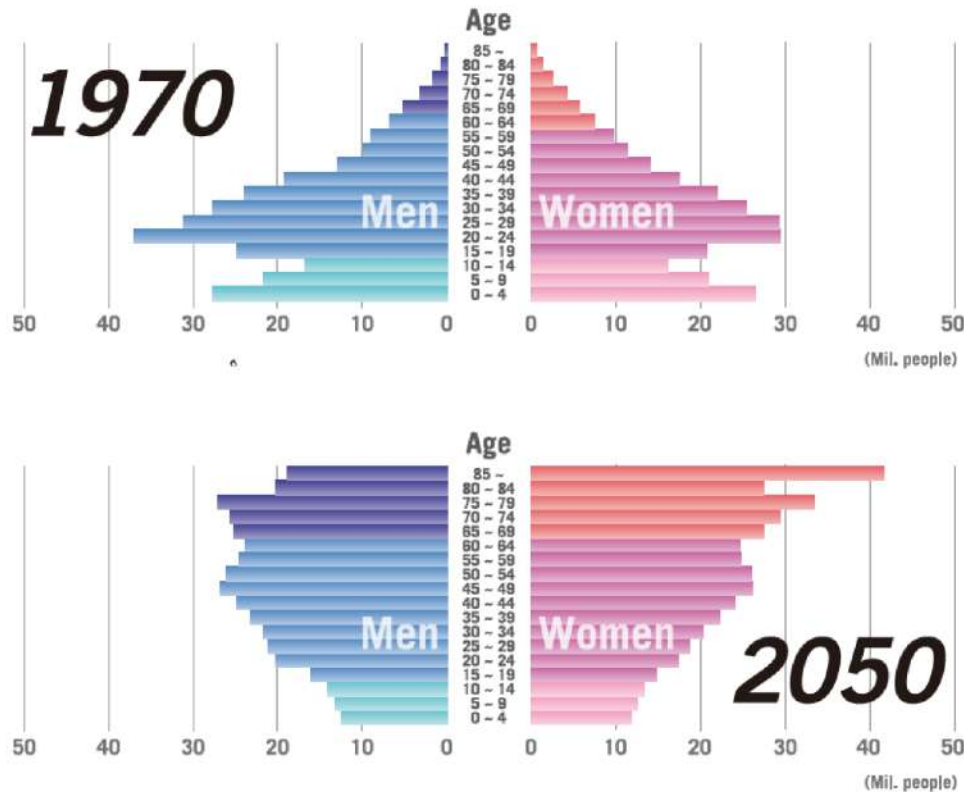 Age
1970
85 ~
80 ~ 84
75 ~ 79
70 ~ 74
65 ~ 69
60 ~ 64
55 ~ 59
50 ~ 54
45 ~ 49
40 ~ 44
35 ~ 39
30 ~ 34
25 ~ 29
20 ~ 24
15 ~ 19
10 ~ 14
5 ~ 9
0 ~ 4
Men Women
50 40 30 20 10 0 0 10 20 30 40 50
(Mil. people)
Age
85 ~
80 ~ 84
75 ~ 79
70 ~ 74
65 ~ 69
60 ~ 64
55 ~ 59
50 ~ 54
45 ~ 49
40 ~ 44
35 ~ 39
30 ~ 34
25 ~ 29
20 ~ 24
15 ~ 19
10 ~ 14
5 ~ 9
0 ~ 4
Men Women
2050
50 40 30 20 10 0 0 10 20 30 40 50
(Mil. people)